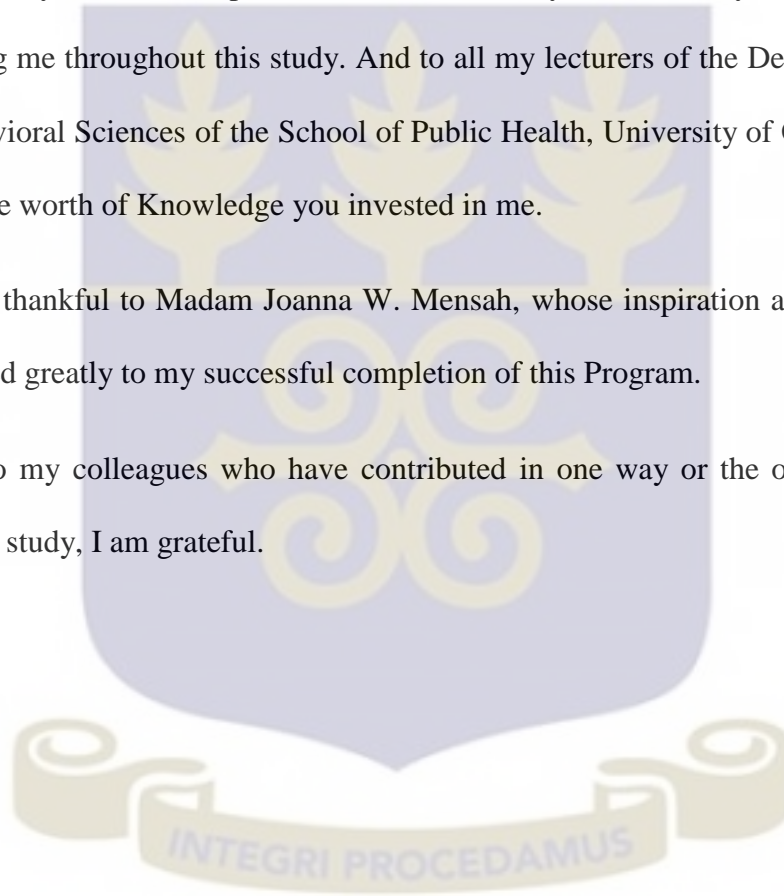 g me throughout this study. And to all my lecturers of the De
vioral Sciences of the School of Public Health, University of
e worth of Knowledge you invested in me.
thankful to Madam Joanna W. Mensah, whose inspiration a
d greatly to my successful completion of this Program.
o my colleagues who have contributed in one way or the o
study, I am grateful.
INTEGRI PROCEDAMUS